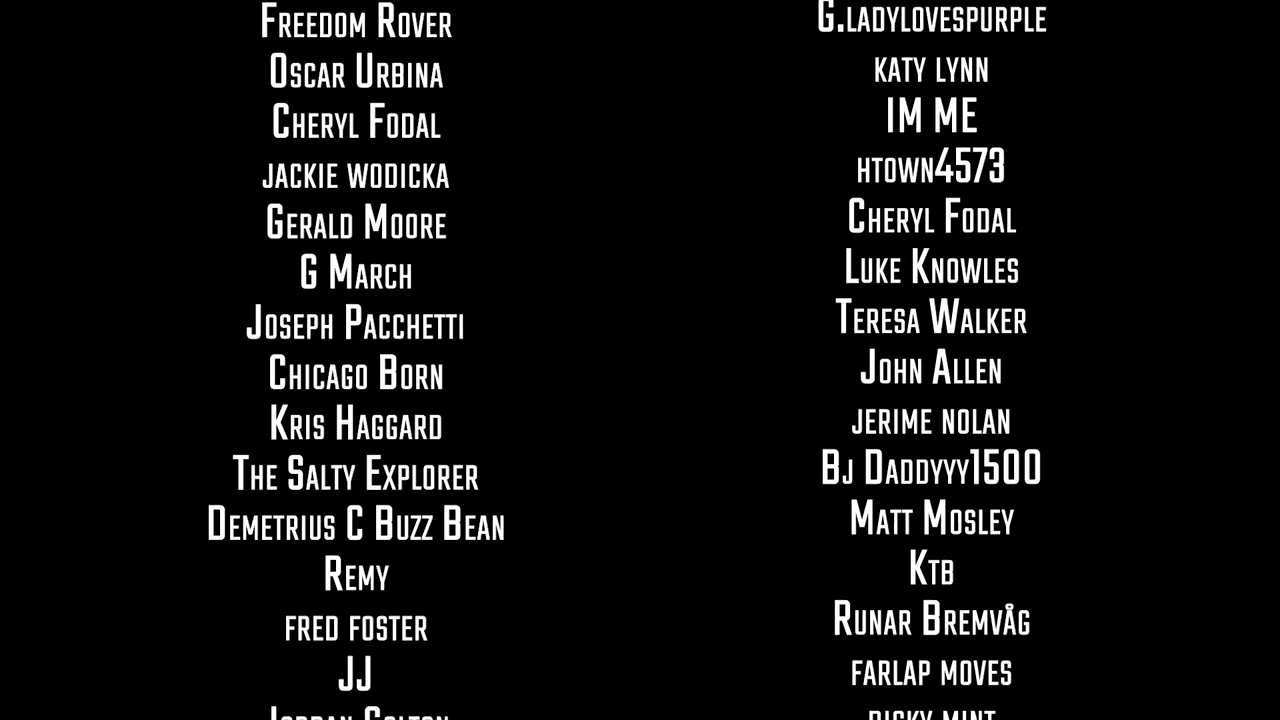 Freedom Rover
Oscar Urbina
Cheryl Fodal
jackie wodicka
Gerald Moore
G March
Joseph Pacchetti
Chicago Born
Kris Haggard
The Salty Explorer
Demetrius C Buzz Bean
Remy
fred foster
JJ
G.ladylovespurple
katy lynn
IM ME
htown4573
Cheryl Fodal
Luke Knowles
Teresa Walker
John Allen
jerime nolan
Bj Daddyyy1500
Matt Mosley
Ktb
Runar Bremvåg
farlap moves